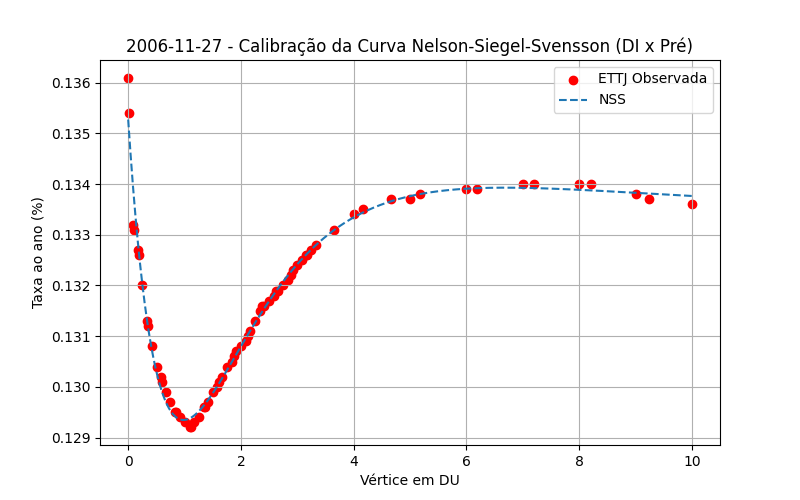 2006-11-27 - Calibração da Curva Nelson-Siegel-Svensson (DI x Pré)
ETTJ Observada
NSS
0.136
0.135
0.134
0.133
0.132
0.131
0.130
0.129
Taxa ao ano (%)
0 2 4 6 8 10
Vértice em DU